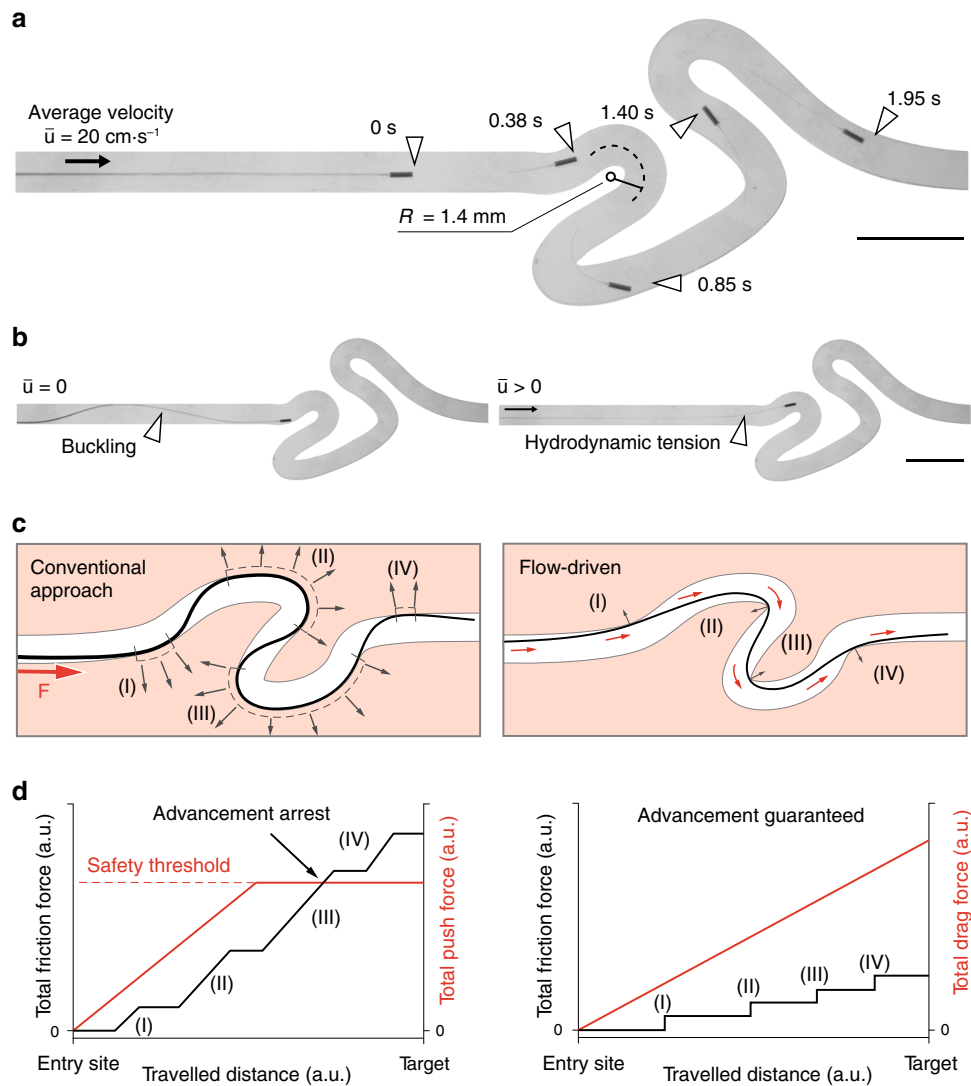 a
Average velocity
ū = 20 cm·s⁻¹
0 s
0.38 s
1.40 s
1.95 s
R = 1.4 mm
0.85 s
b
ū = 0
Buckling
ū > 0
Hydrodynamic tension
c
Conventional
approach
F
(I)
(II)
(III)
(IV)
Flow-driven
(I)
(II)
(III)
(IV)
d
Total friction force (a.u.)
Advancement arrest
Safety threshold
(I)
(II)
(III)
(IV)
Total push force (a.u.)
0
0
Entry site
Target
Travelled distance (a.u.)
Total friction force (a.u.)
Advancement guaranteed
(I)
(II)
(III)
(IV)
Total drag force (a.u.)
0
0
Entry site
Target
Travelled distance (a.u.)